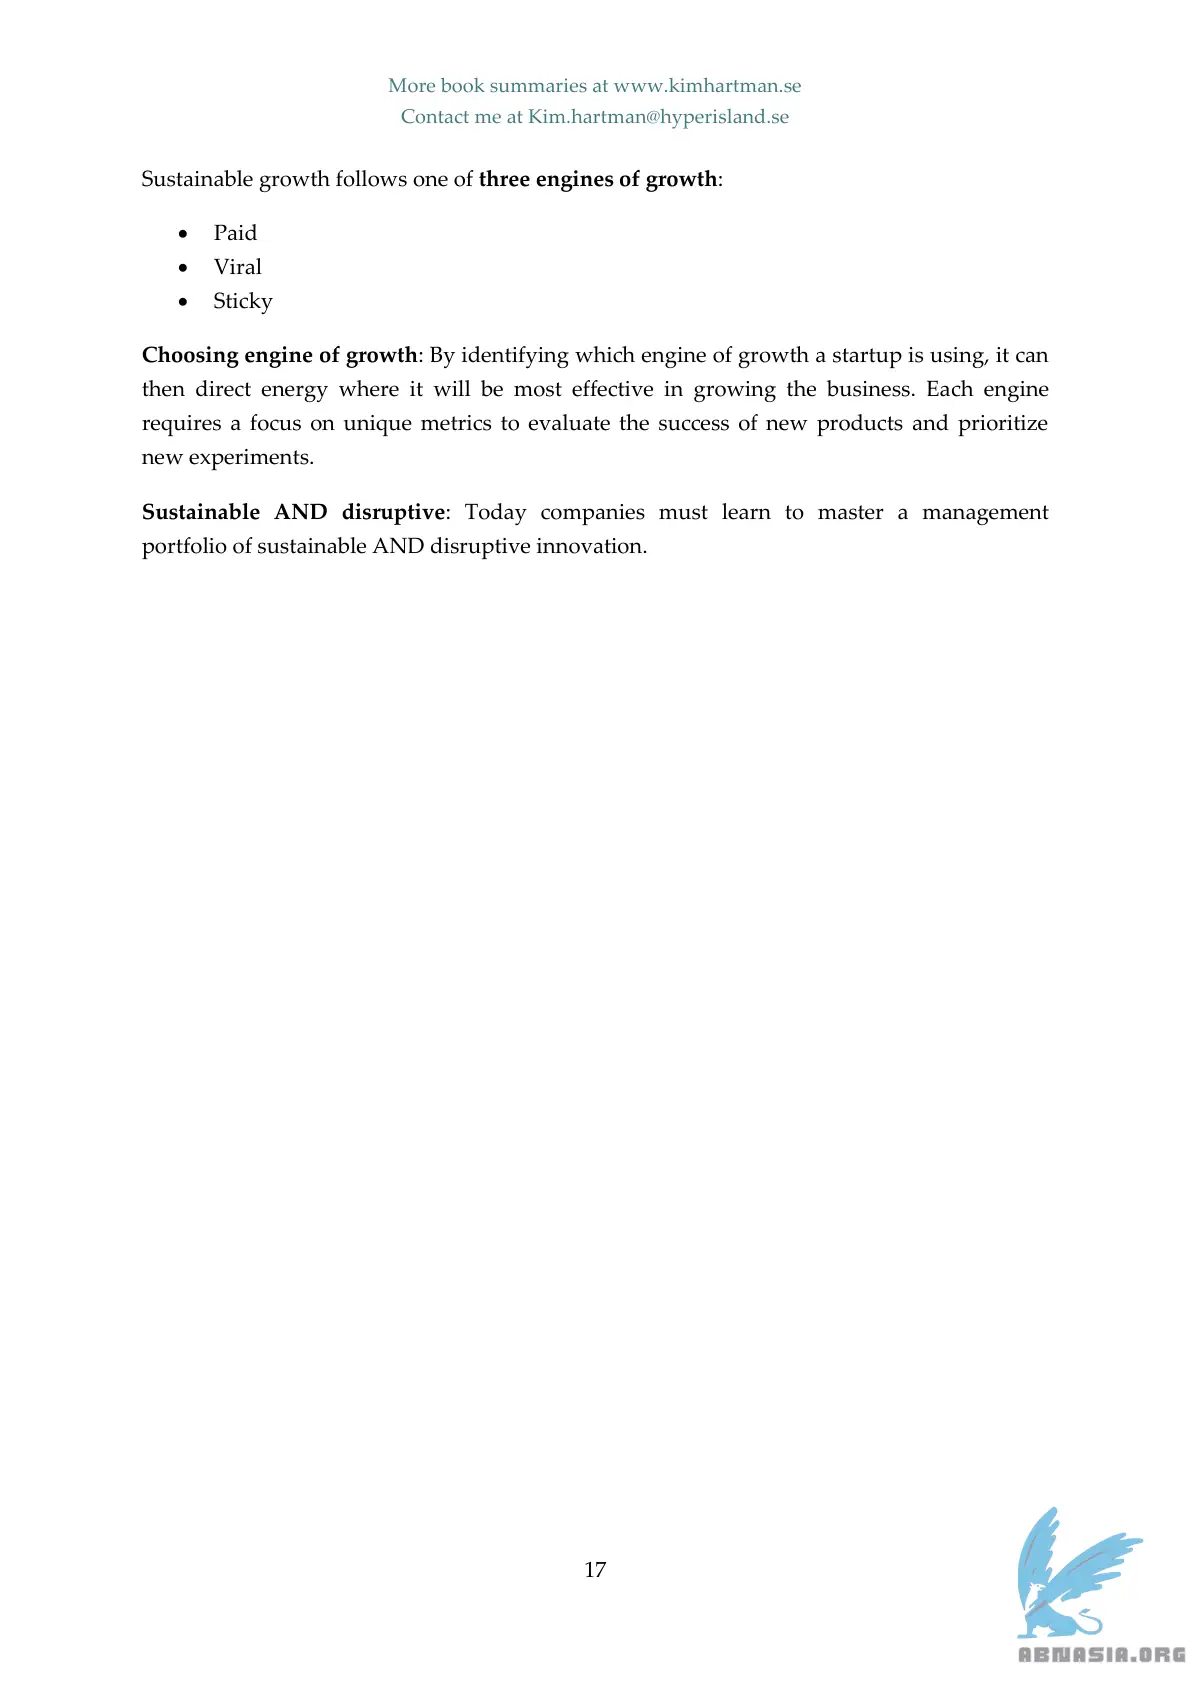 More book summaries at www.kimhartman.se
Contact me at Kim.hartman@hyperisland.se
Sustainable growth follows one of three engines of growth:
• Paid
• Viral
• Sticky
Choosing engine of growth: By identifying which engine of growth a startup is using, it can
then direct energy where it will be most effective in growing the business. Each engine
requires a focus on unique metrics to evaluate the success of new products and prioritize
new experiments.
Sustainable AND disruptive: Today companies must learn to master a management
portfolio of sustainable AND disruptive innovation.
17
ABNASIA.ORG